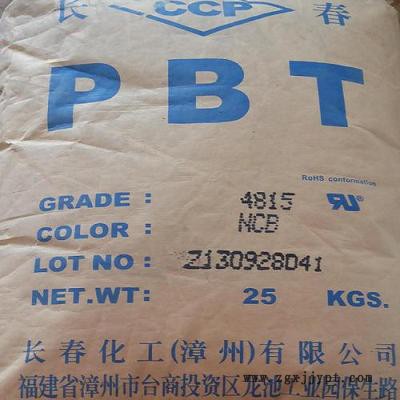 长 CCP 春
PBT
RoHS conformation
GRADE : 4815
COLOR : NCB
LOT NO : Z130928D41
NET.WT: 25 KGS.
长春化工(漳州)有限公司
福建省漳州市台商投资区龙池工业园保生路